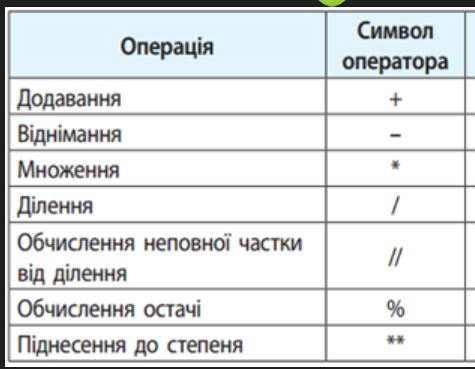 Операція
Символ
оператора
Додавання +
Віднімання –
Множення *
Ділення /
Обчислення неповної частки
від ділення //
Обчислення остачі %
Піднесення до степеня **